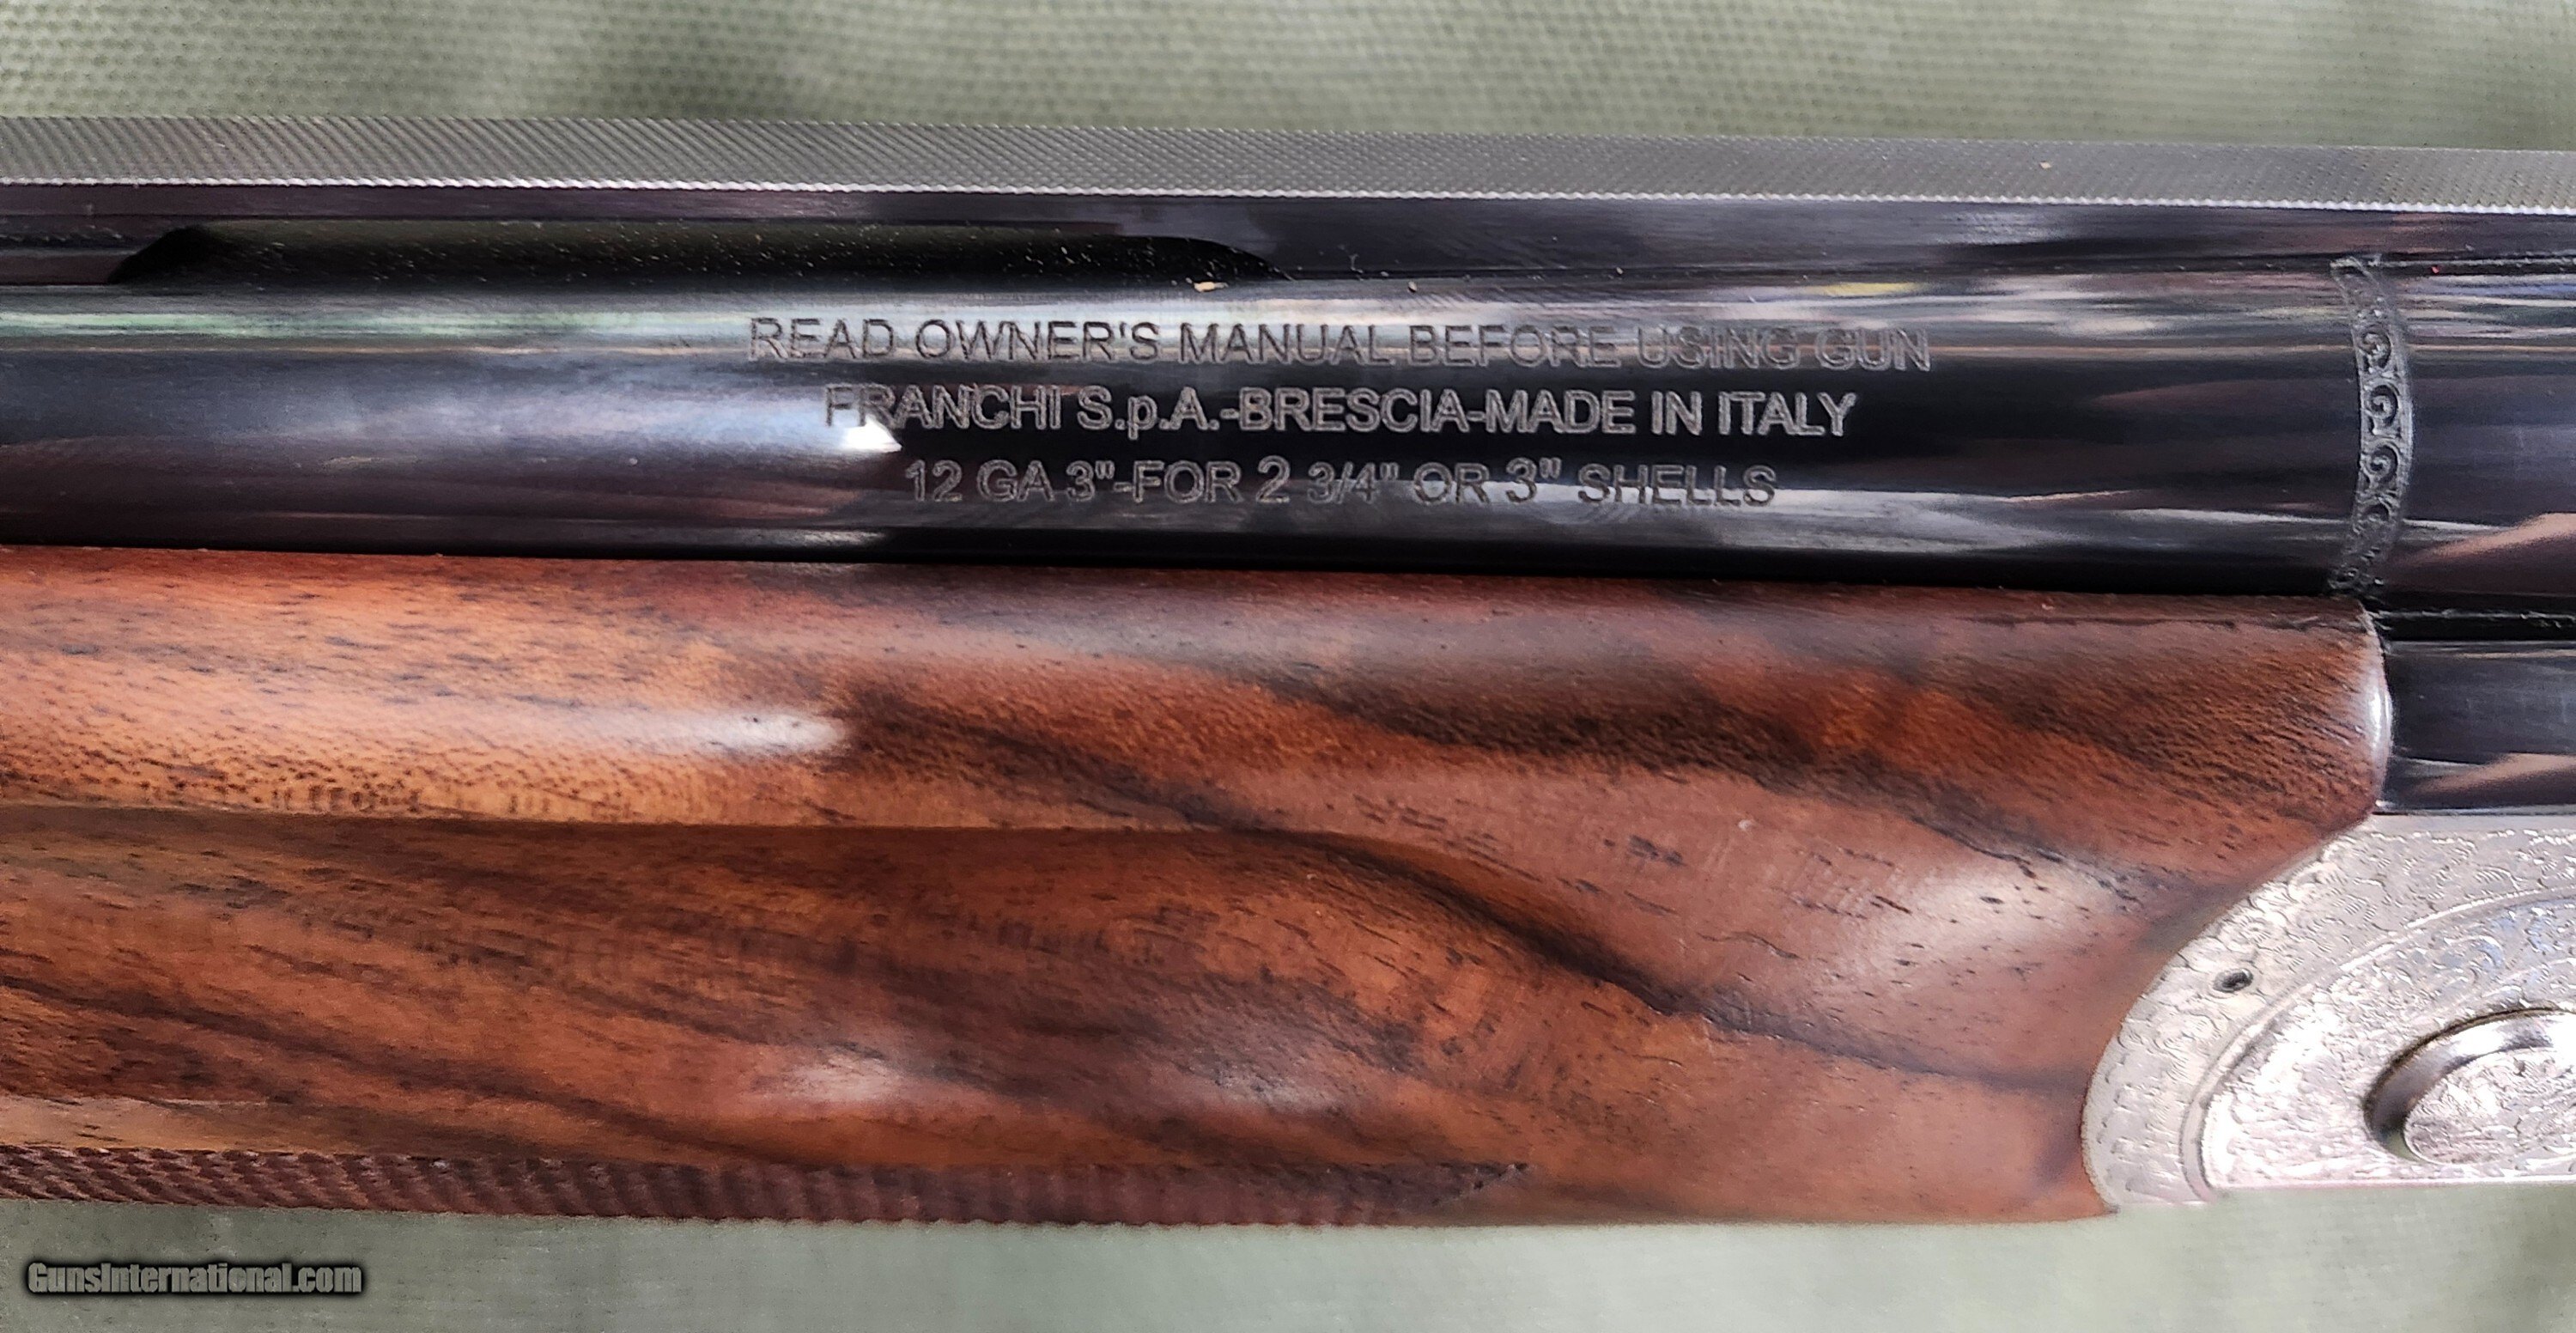 READ OWNER'S MANUAL BEFORE USING GUN
FRANCHI S.p.A.-BRESCIA-MADE IN ITALY
12 GA 3"-FOR 2 3/4" OR 3" SHELLS
GunsInternational.com